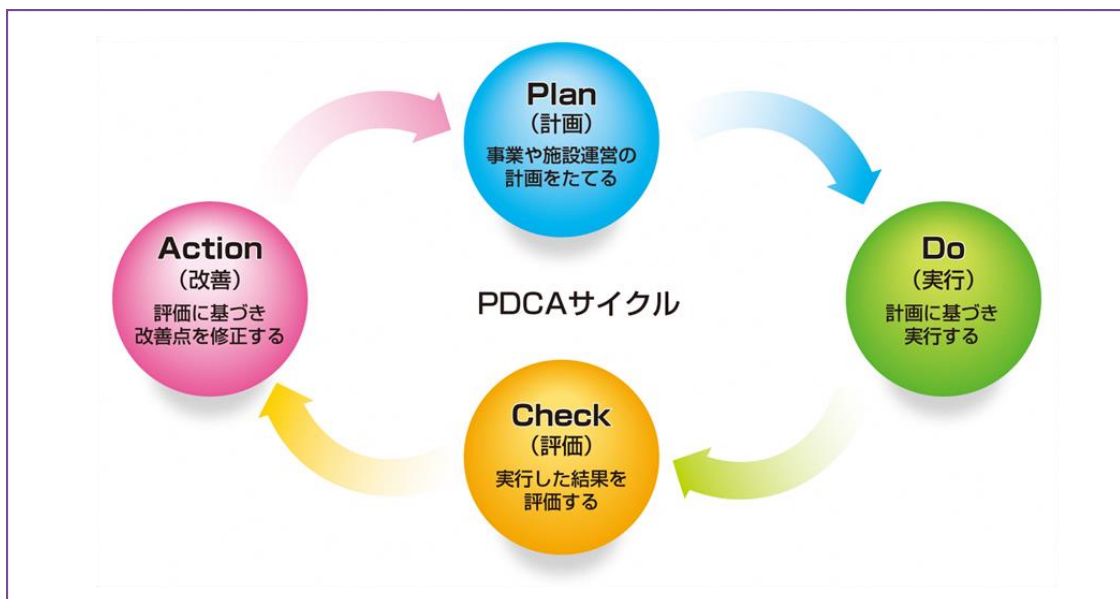 Plan
（計画）
事業や施設運営の
計画をたてる
Do
（実行）
計画に基づき
実行する
Check
（評価）
実行した結果を
評価する
Action
（改善）
評価に基づき
改善点を修正する
PDCAサイクル